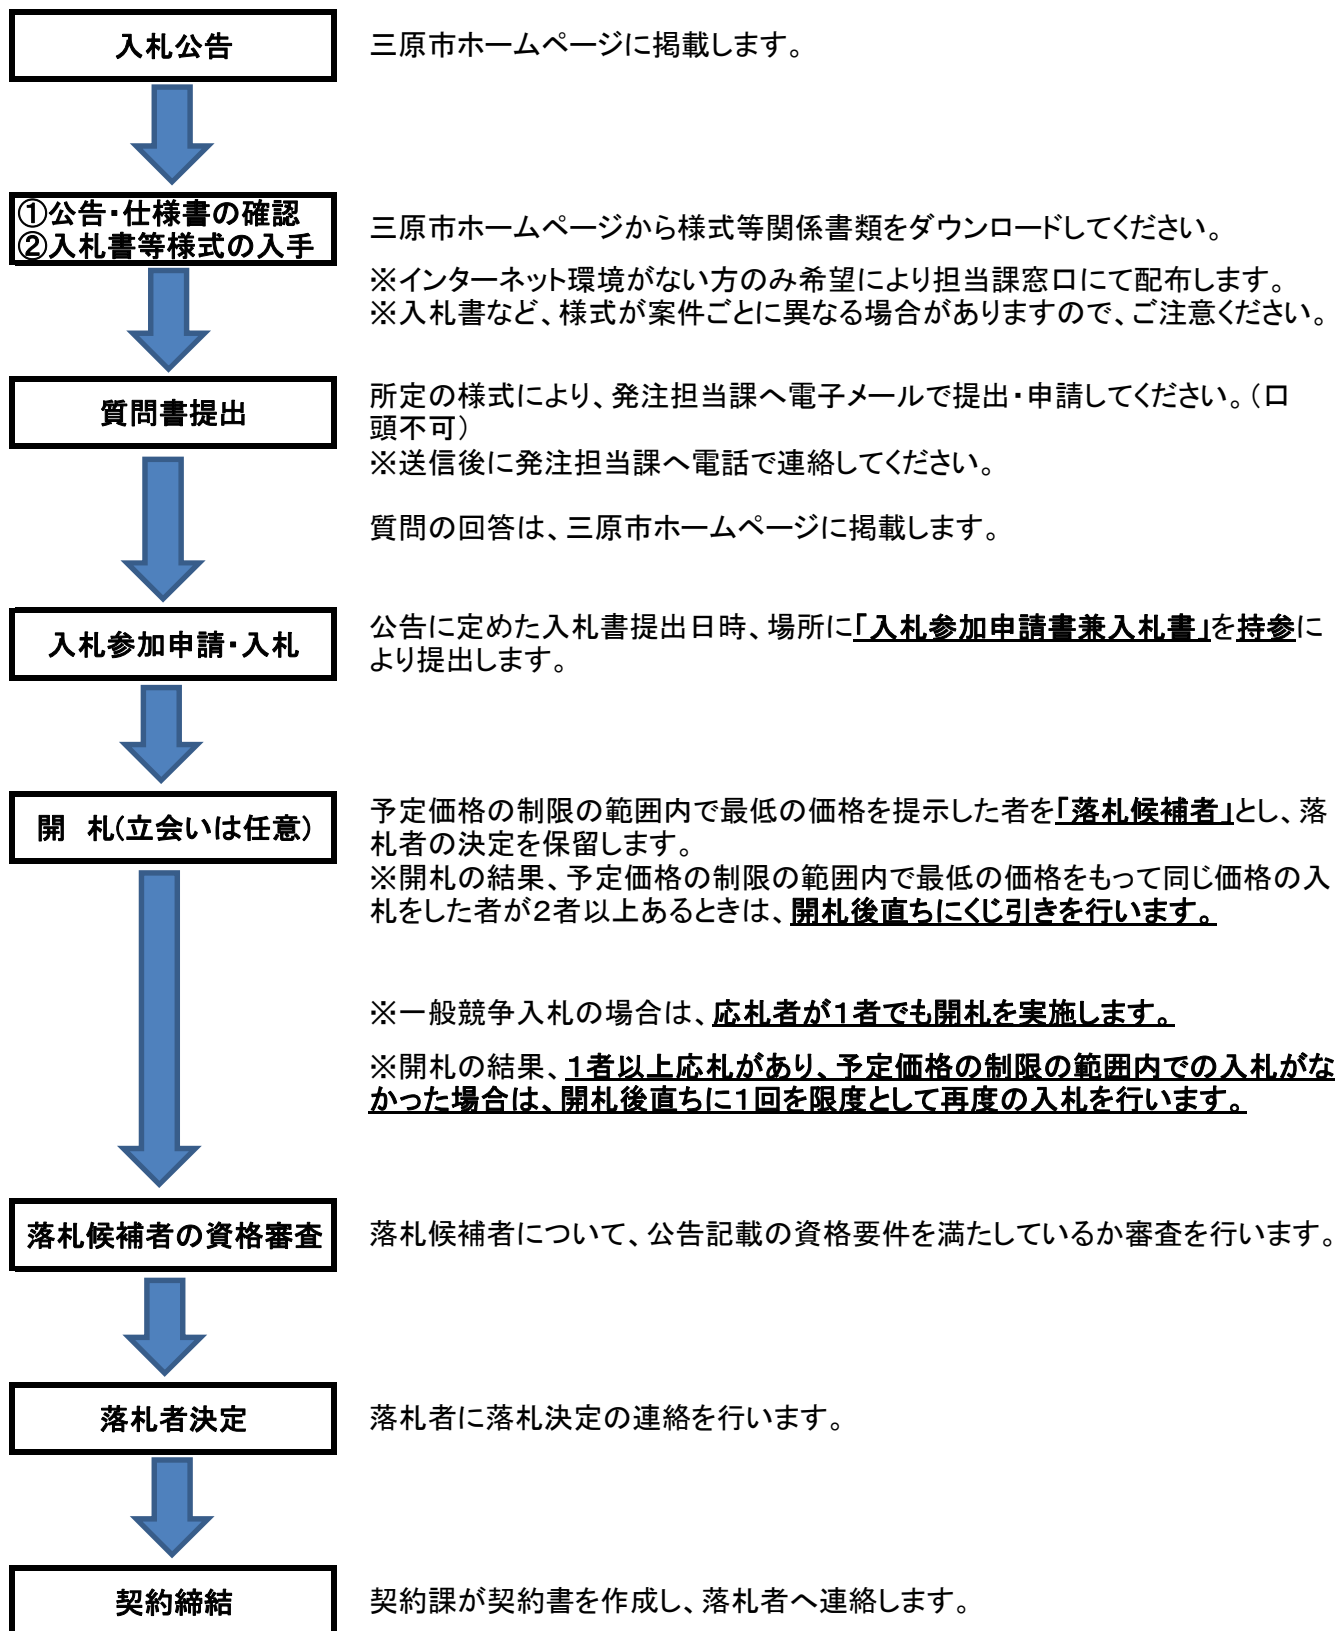 入札公告
三原市ホームページに掲載します。
①公告・仕様書の確認
②入札書等様式の入手
三原市ホームページから様式等関係書類をダウンロードしてください。
※インターネット環境がない方のみ希望により担当課窓口にて配布します。
※入札書など、様式が案件ごとに異なる場合がありますので、ご注意ください。
質問書提出
所定の様式により、発注担当課へ電子メールで提出・申請してください。（口
頭不可）
※送信後に発注担当課へ電話で連絡してください。
質問の回答は、三原市ホームページに掲載します。
入札参加申請・入札
公告に定めた入札書提出日時、場所に「入札参加申請書兼入札書」を持参に
より提出します。
開　札(立会いは任意)
予定価格の制限の範囲内で最低の価格を提示した者を「落札候補者」とし、落
札者の決定を保留します。
※開札の結果、予定価格の制限の範囲内で最低の価格をもって同じ価格の入
札をした者が２者以上あるときは、開札後直ちにくじ引きを行います。
※一般競争入札の場合は、応札者が１者でも開札を実施します。
※開札の結果、１者以上応札があり、予定価格の制限の範囲内での入札がな
かった場合は、開札後直ちに１回を限度として再度の入札を行います。
落札候補者の資格審査
落札候補者について、公告記載の資格要件を満たしているか審査を行います。
落札者決定
落札者に落札決定の連絡を行います。
契約締結
契約課が契約書を作成し、落札者へ連絡します。